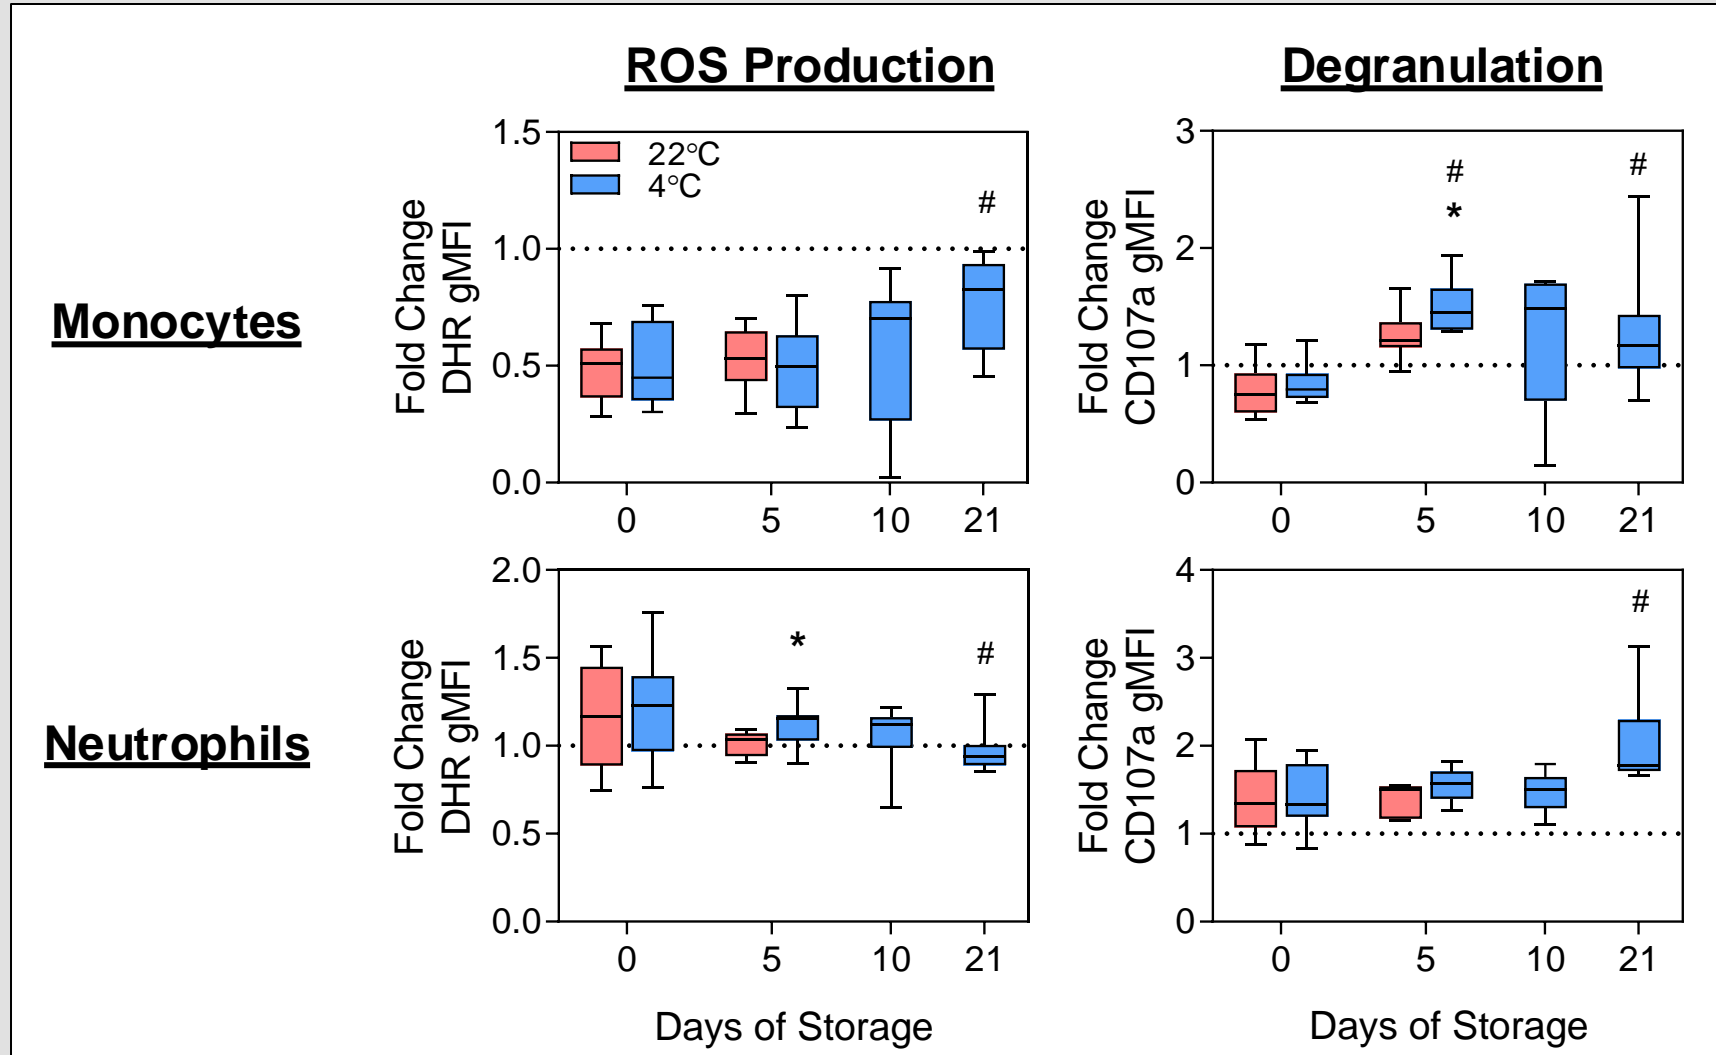 ROS Production
Degranulation
Monocytes
Fold Change
DHR gMFI
1.5
1.0
0.5
0.0
22°C
4°C
#
0 5 10 21
Fold Change
CD107a gMFI
3
2
1
0
#
*
#
0 5 10 21
Neutrophils
Fold Change
DHR gMFI
2.0
1.5
1.0
0.5
0.0
*
#
0 5 10 21
Days of Storage
Fold Change
CD107a gMFI
4
3
2
1
0
#
0 5 10 21
Days of Storage